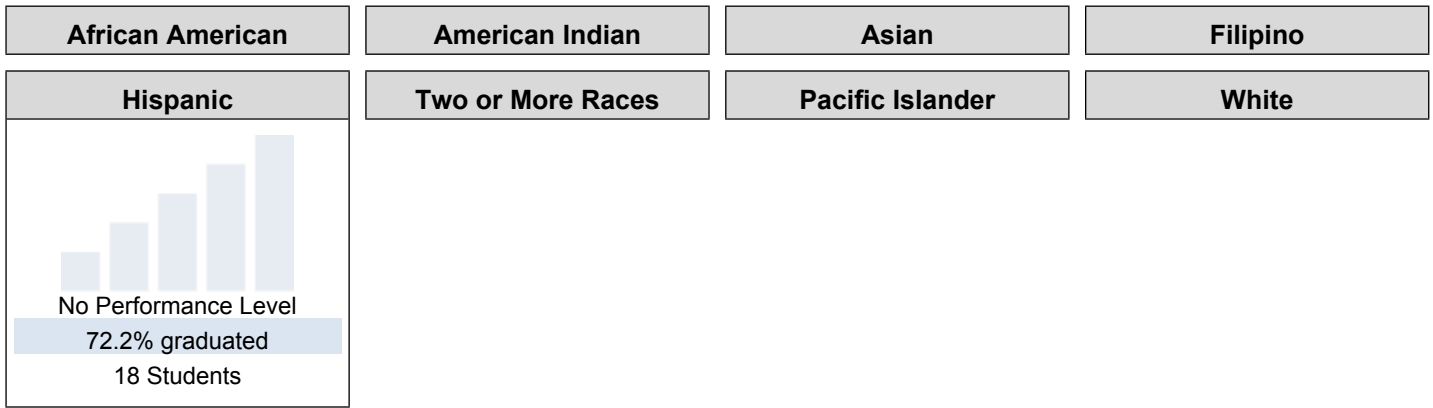 African American
American Indian
Asian
Filipino
Hispanic
Two or More Races
Pacific Islander
White
No Performance Level
72.2% graduated
18 Students